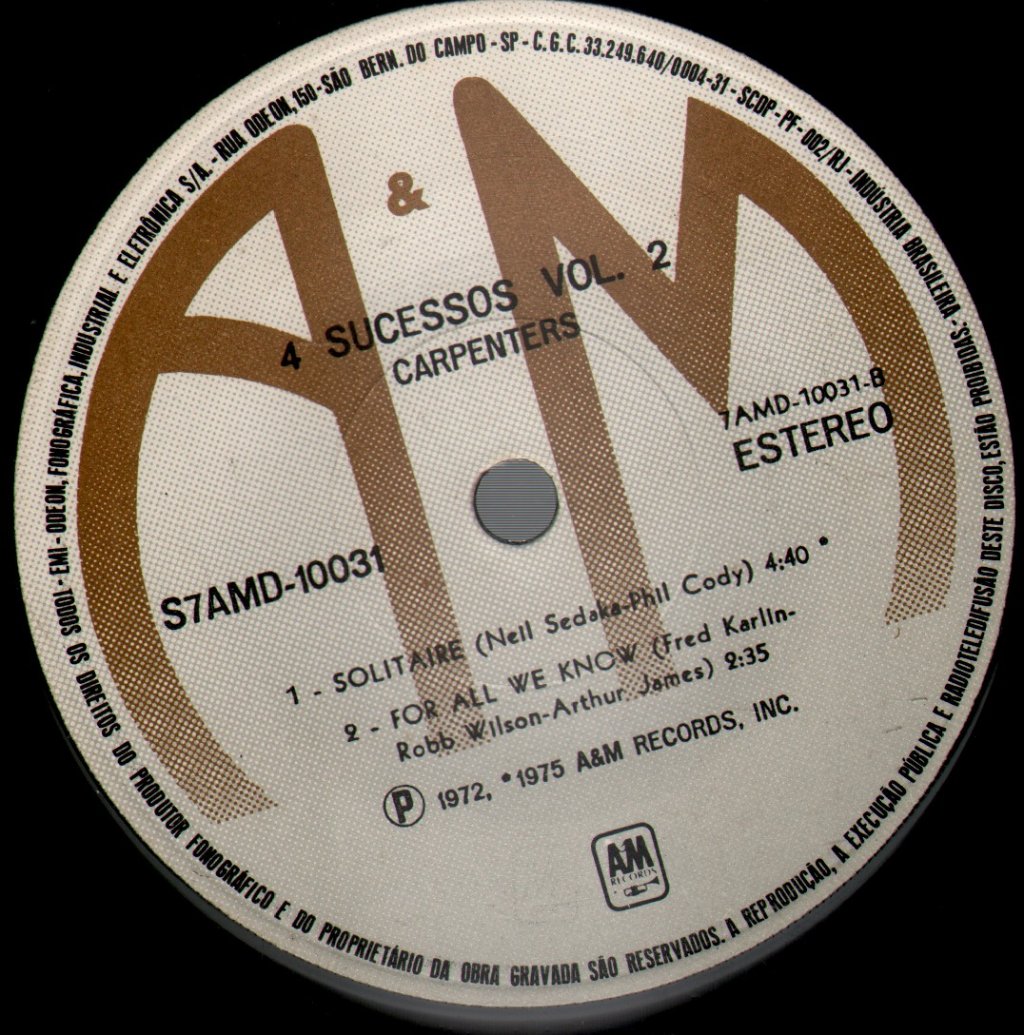 EMI - ODEON, FONOGRÁFICA, INDUSTRIAL E ELETRÔNICA S/A. - RUA ODEON, 150 - SÃO BERN. DO CAMPO - SP - C.G.C. 33.249.640/0004-31 - SCDP - PF - 002/RJ - INDÚSTRIA BRASILEIRA -
TODOS OS DIREITOS DO PRODUTOR FONOGRÁFICO E DO PROPRIETÁRIO DA OBRA GRAVADA SÃO RESERVADOS. A REPRODUÇÃO, A EXECUÇÃO PÚBLICA E RADIOTELEDIFUSÃO DESTE DISCO, ESTÃO PROIBIDAS.
A & M
4 SUCESSOS VOL. 2
CARPENTERS
7AMD-10031-B
ESTEREO
S7AMD-10031
1 - SOLITAIRE (Neil Sedaka-Phil Cody) 4:40 *
2 - FOR ALL WE KNOW (Fred Karlin-
Robb Wilson-Arthur James) 2:35
Ⓟ 1972, *1975 A&M RECORDS, INC.
A&M
RECORDS